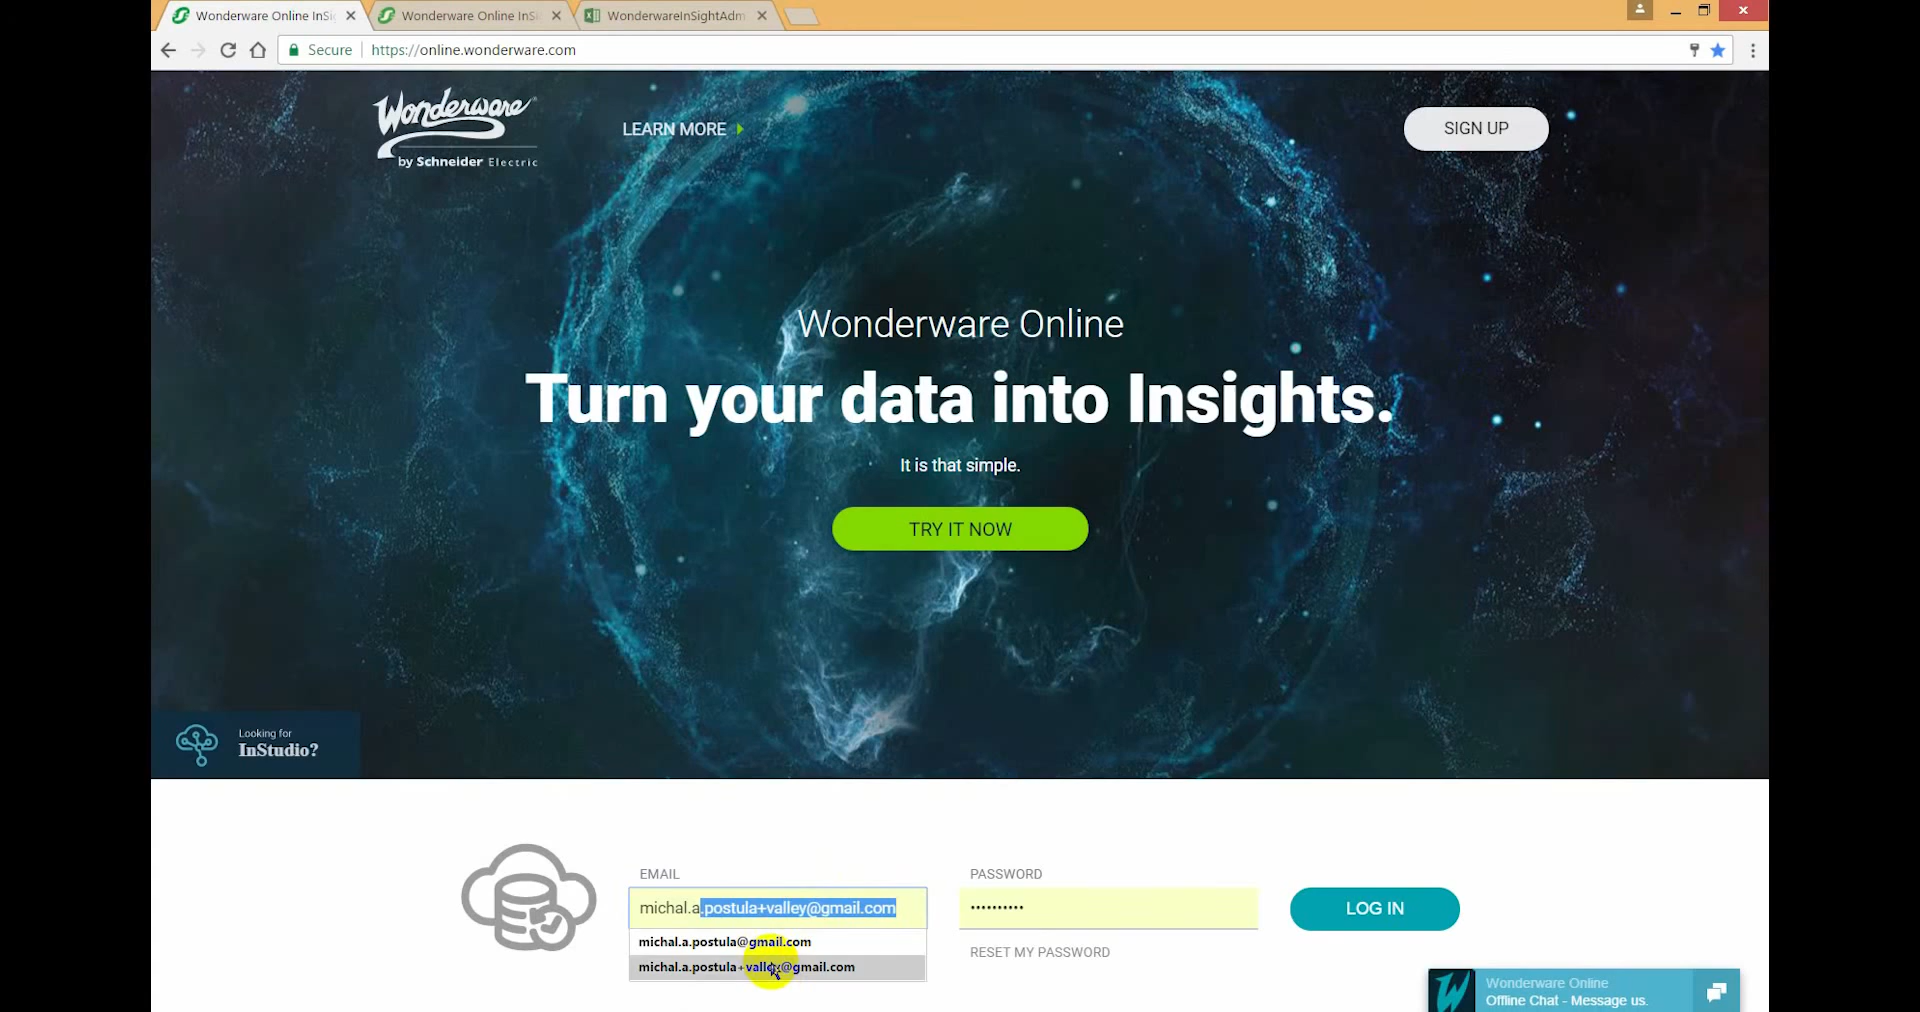 Wonderware Online InSig
Wonderware Online InSi
WonderwareInSightAdm
Secure
https://online.wonderware.com
Wonderware
by Schneider Electric
LEARN MORE
SIGN UP
Wonderware Online
Turn your data into Insights.
It is that simple.
TRY IT NOW
Looking for
InStudio?
EMAIL
PASSWORD
michal.a.postula+valley@gmail.com
••••••••••
LOG IN
michal.a.postula@gmail.com
RESET MY PASSWORD
michal.a.postula+valley@gmail.com
Wonderware Online
Offline Chat - Message us.